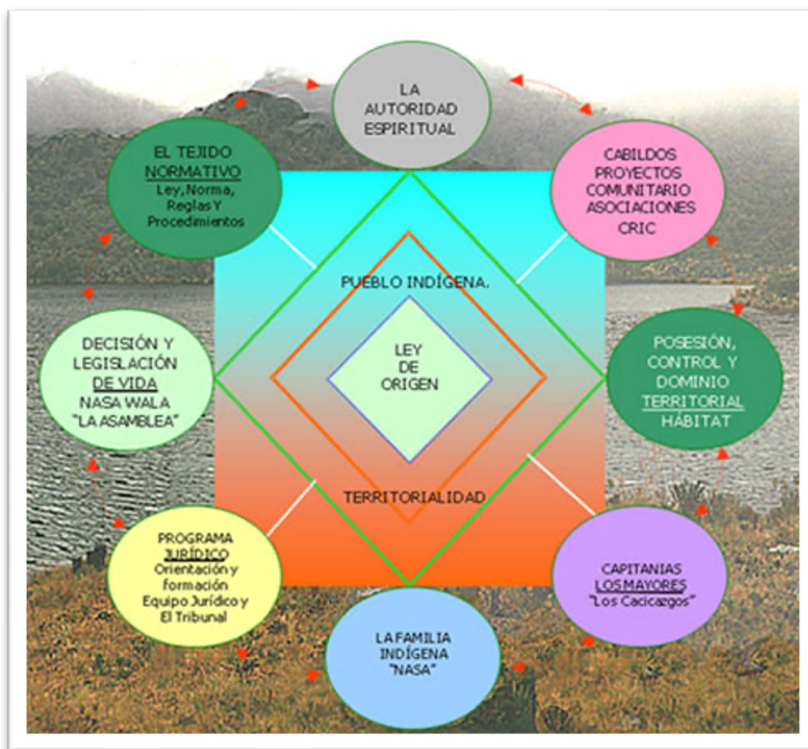 LA
AUTORIDAD
ESPIRITUAL
EL TEJIDO
NORMATIVO
Ley, Norma,
Reglas Y
Procedimientos
CABILDOS
PROYECTOS
COMUNITARIO
ASOCIACIONES
CRIC
PUEBLO INDÍGENA.
DECISIÓN Y
LEGISLACIÓN
DE VIDA
NASA WALA
"LA ASAMBLEA"
LEY
DE
ORIGEN
POSESIÓN,
CONTROL Y
DOMINIO
TERRITORIAL
HÁBITAT
TERRITORIALIDAD
PROGRAMA
JURÍDICO
Orientación y
formación
Equipo Jurídico y
El Tribunal
CAPITANIAS
LOS MAYORES
"Los Cacicazgos"
LA FAMILIA
INDÍGENA
"NASA"